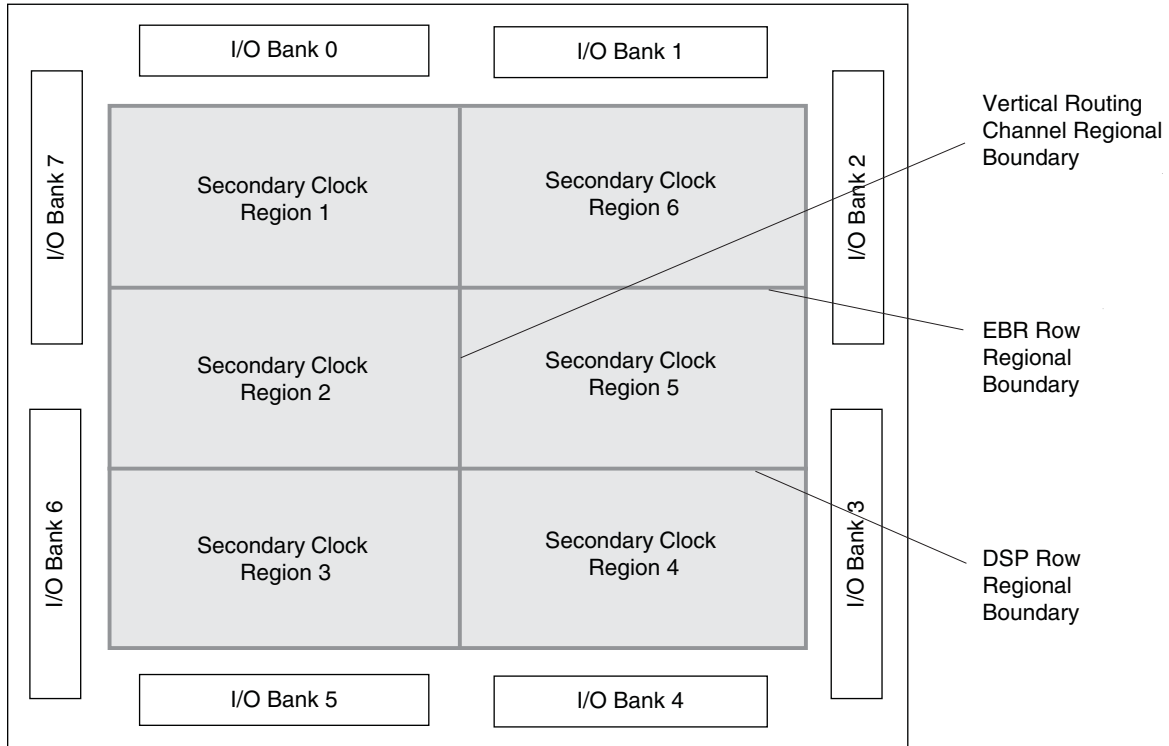 I/O Bank 0
I/O Bank 1
I/O Bank 7
I/O Bank 2
Vertical Routing
Channel Regional
Boundary
Secondary Clock
Region 1
Secondary Clock
Region 6
Secondary Clock
Region 2
Secondary Clock
Region 5
EBR Row
Regional
Boundary
I/O Bank 6
I/O Bank 3
Secondary Clock
Region 3
Secondary Clock
Region 4
DSP Row
Regional
Boundary
I/O Bank 5
I/O Bank 4